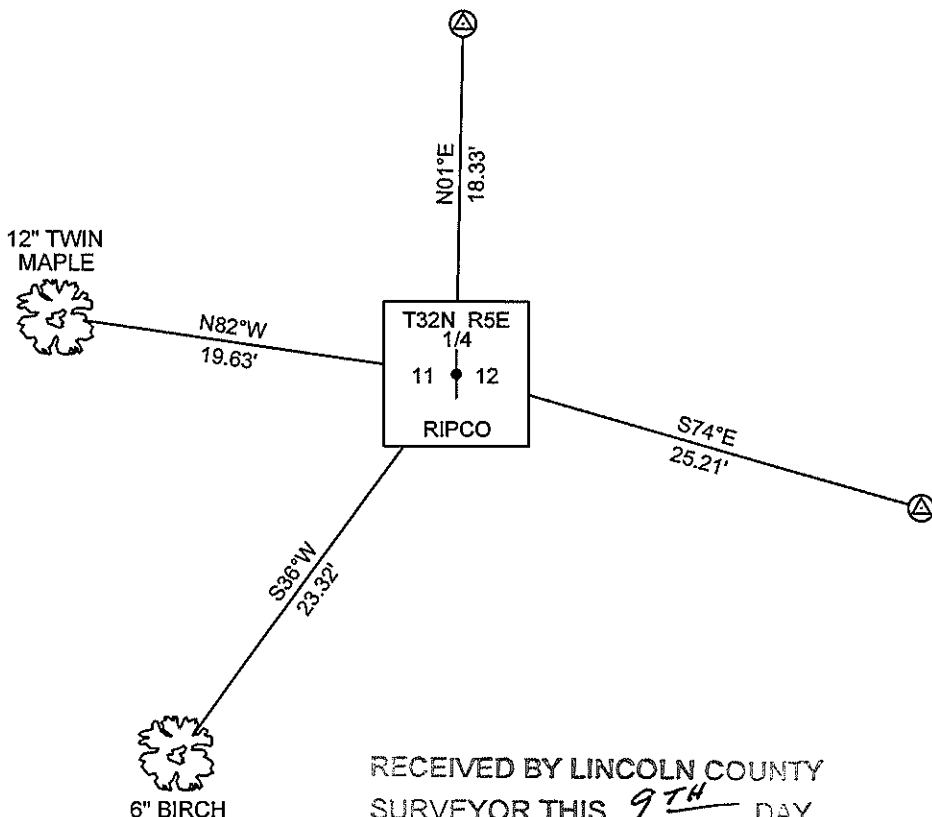 N01°E
18.33'
12" TWIN
MAPLE
N82°W
19.63'
T32N R5E
1/4
11 12
RIPCO
S74°E
25.21'
S36°W
23.32'
6" BIRCH
RECEIVED BY LINCOLN COUNTY
SURVEYOR THIS 9TH DAY